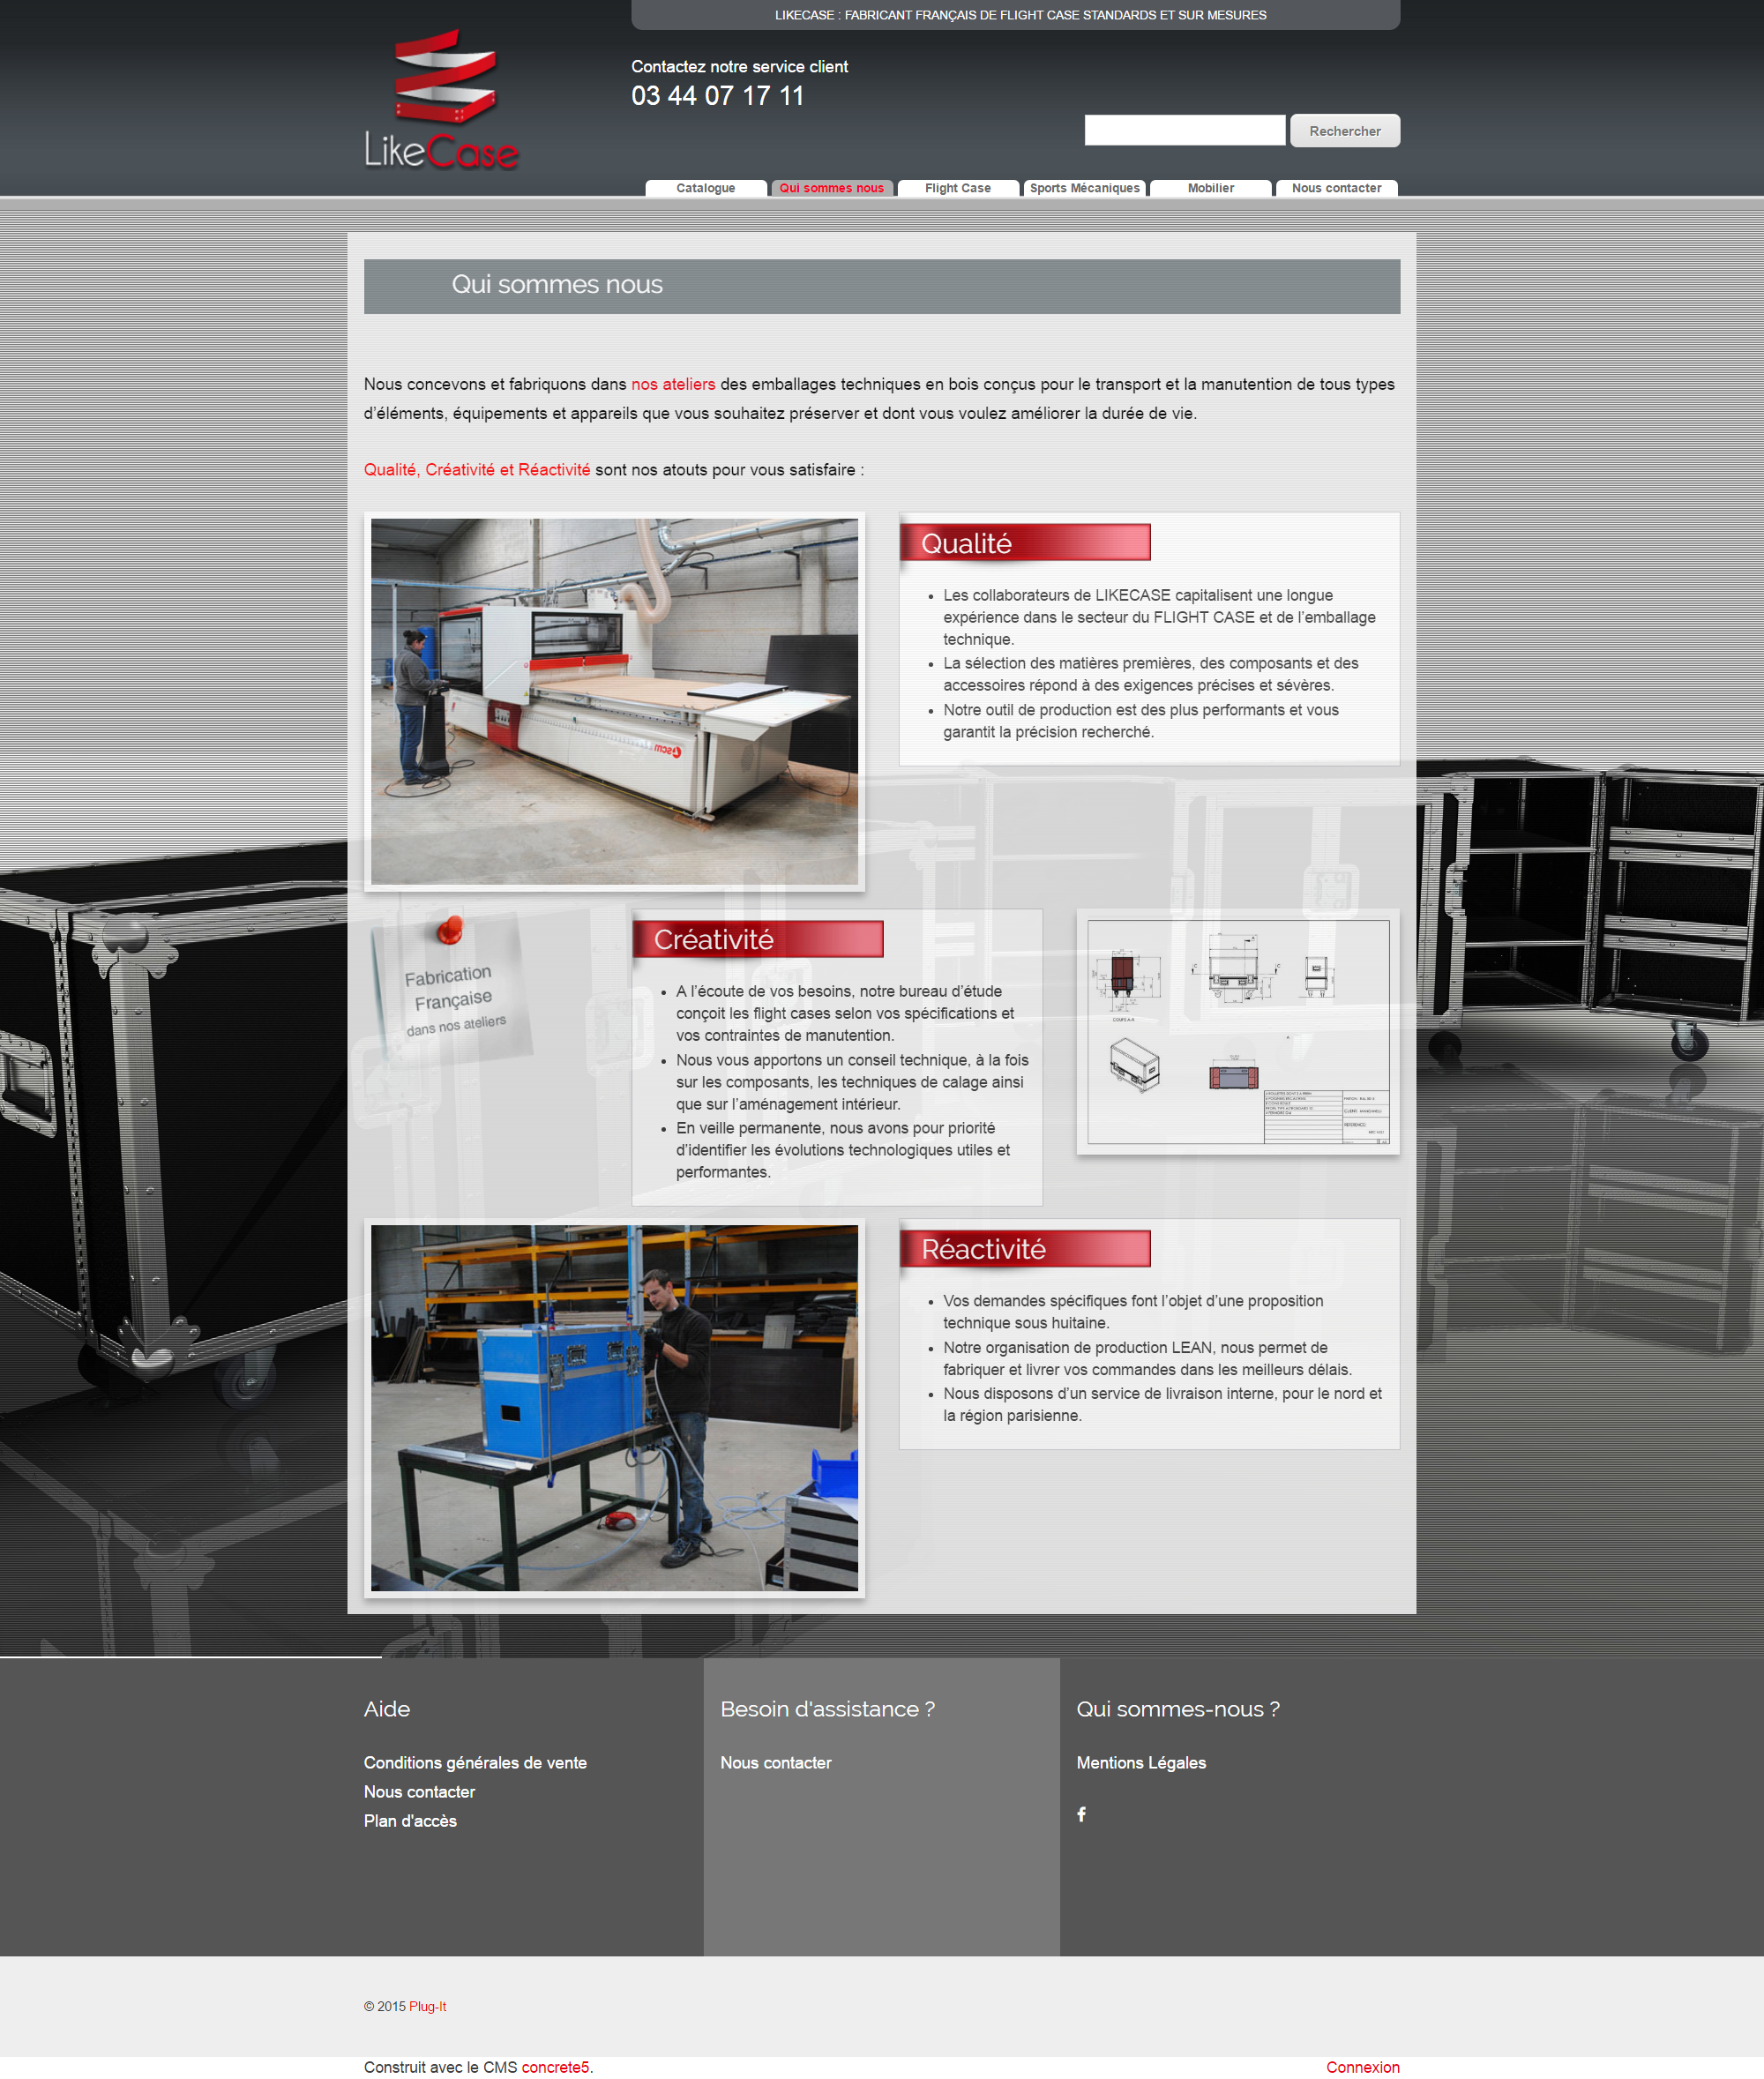 LIKECASE : FABRICANT FRANÇAIS DE FLIGHT CASE STANDARDS ET SUR MESURES
LikeCase
Contactez notre service client
03 44 07 17 11
Rechercher
Catalogue
Qui sommes nous
Flight Case
Sports Mécaniques
Mobilier
Nous contacter
Qui sommes nous
Nous concevons et fabriquons dans nos ateliers des emballages techniques en bois conçus pour le transport et la manutention de tous types
d’éléments, équipements et appareils que vous souhaitez préserver et dont vous voulez améliorer la durée de vie.
Qualité, Créativité et Réactivité sont nos atouts pour vous satisfaire :
scm
Qualité
Les collaborateurs de LIKECASE capitalisent une longue
expérience dans le secteur du FLIGHT CASE et de l’emballage
technique.
La sélection des matières premières, des composants et des
accessoires répond à des exigences précises et sévères.
Notre outil de production est des plus performants et vous
garantit la précision recherché.
Fabrication
Française
dans nos ateliers
Créativité
A l’écoute de vos besoins, notre bureau d’étude
conçoit les flight cases selon vos spécifications et
vos contraintes de manutention.
Nous vous apportons un conseil technique, à la fois
sur les composants, les techniques de calage ainsi
que sur l’aménagement intérieur.
En veille permanente, nous avons pour priorité
d’identifier les évolutions technologiques utiles et
performantes.
Réactivité
Vos demandes spécifiques font l’objet d’une proposition
technique sous huitaine.
Notre organisation de production LEAN, nous permet de
fabriquer et livrer vos commandes dans les meilleurs délais.
Nous disposons d’un service de livraison interne, pour le nord et
la région parisienne.
Aide
Conditions générales de vente
Nous contacter
Plan d'accès
Besoin d'assistance ?
Nous contacter
Qui sommes-nous ?
Mentions Légales
© 2015 Plug-It
Construit avec le CMS concrete5.
Connexion